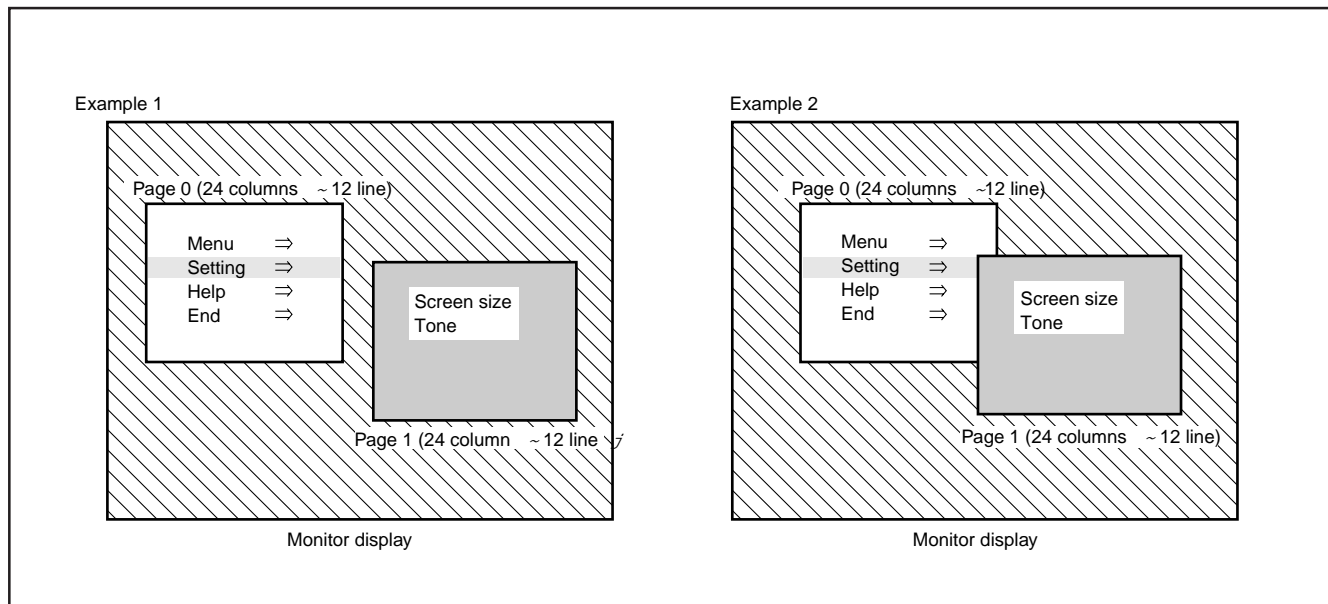 Example 1
Page 0 (24 columns ~ 12 line)
Menu ⇒
Setting ⇒
Help ⇒
End ⇒
Screen size
Tone
Page 1 (24 column ~ 12 line
Monitor display
Example 2
Page 0 (24 columns ~12 line)
Menu ⇒
Setting ⇒
Help ⇒
End ⇒
Screen size
Tone
Page 1 (24 columns ~ 12 line)
Monitor display